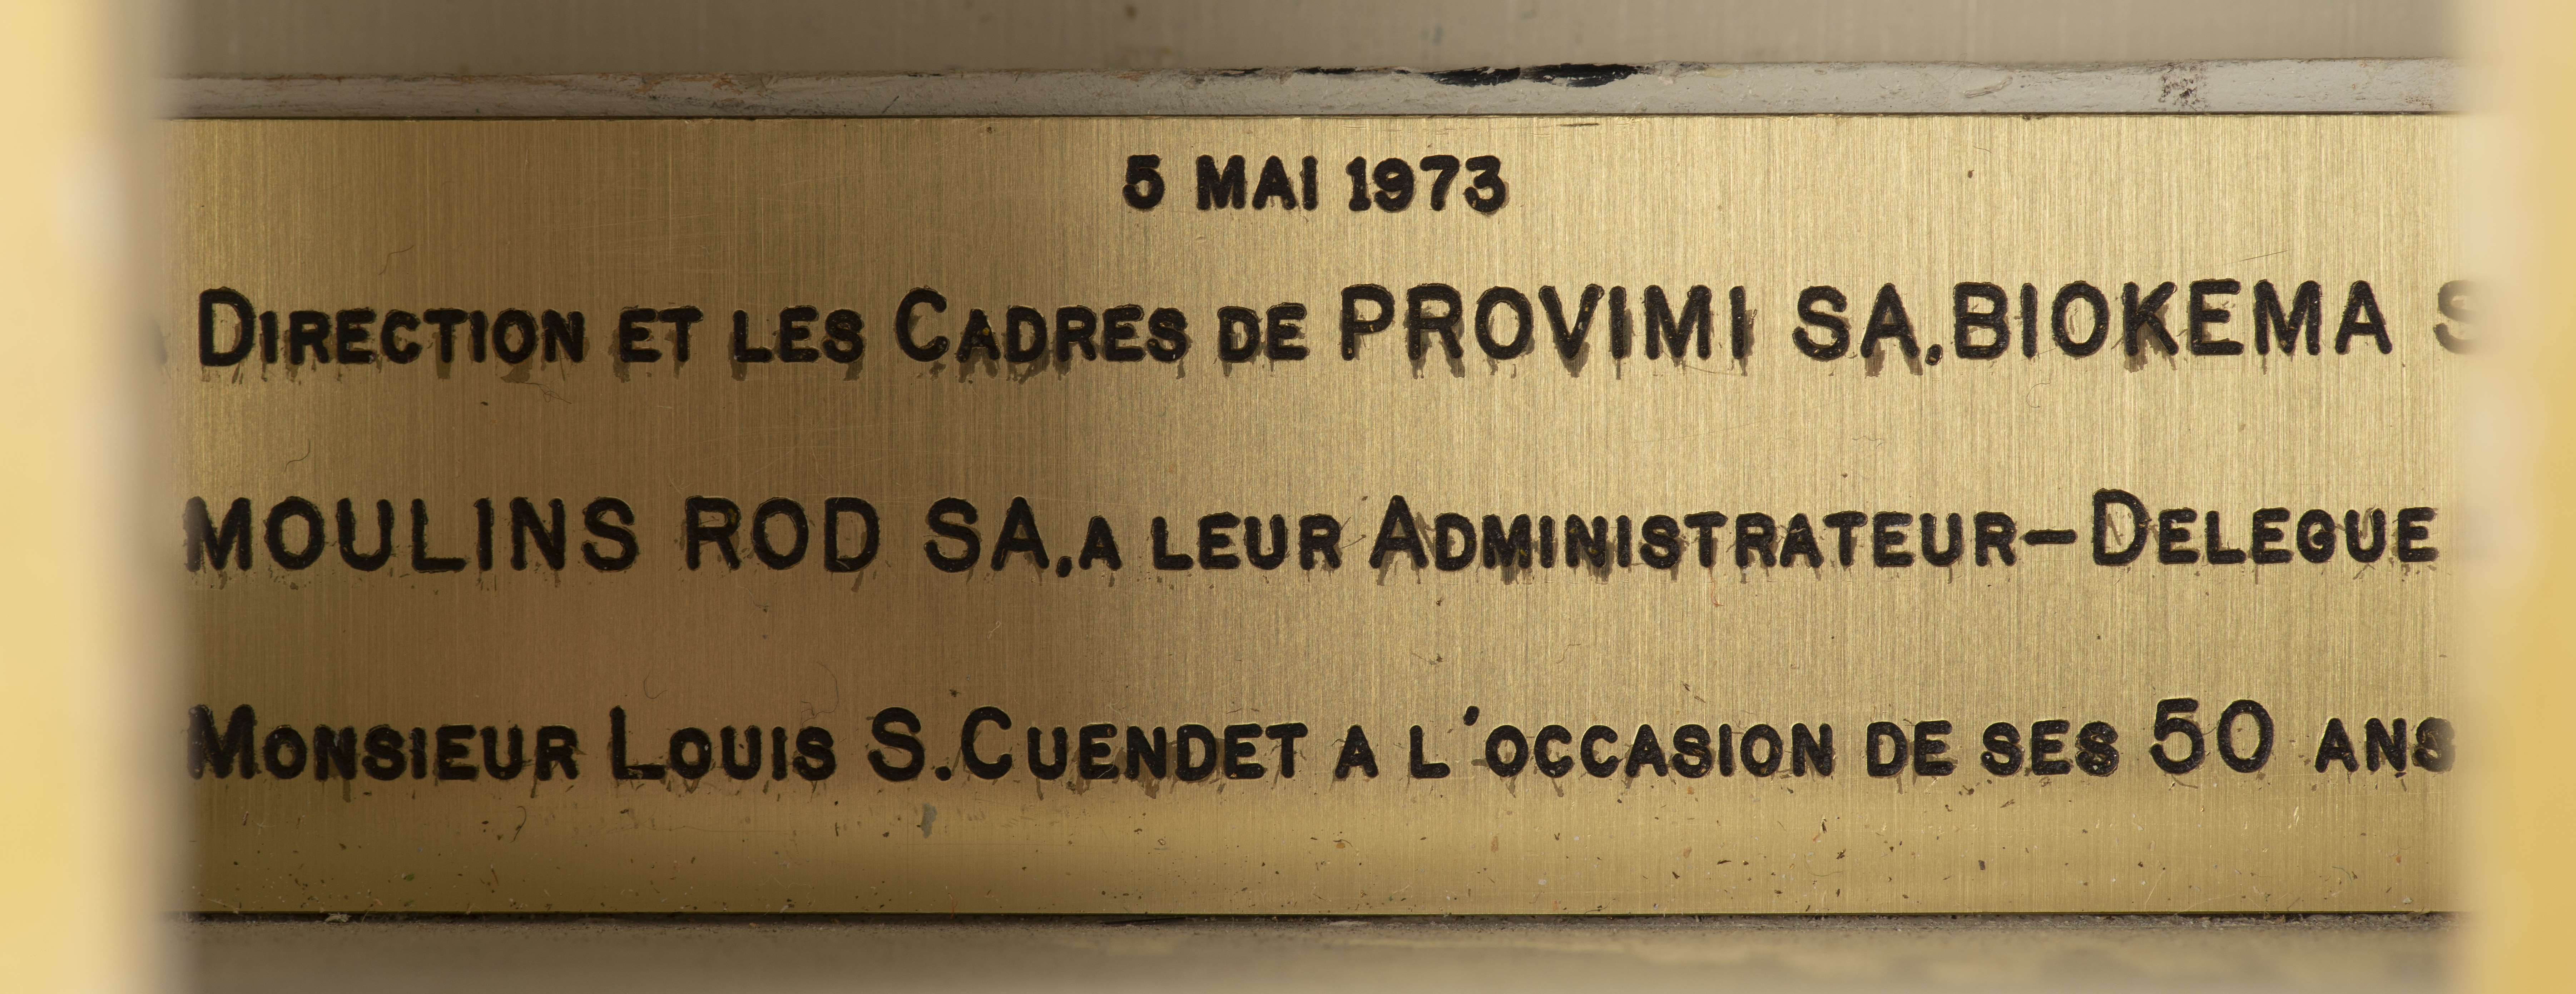 5 MAI 1973
DIRECTION ET LES CADRES DE PROVIMI SA,BIOKEMA
MOULINS ROD SA,A LEUR ADMINISTRATEUR-DELEGUE
MONSIEUR LOUIS S.CUENDET A L'OCCASION DE SES 50 ANS